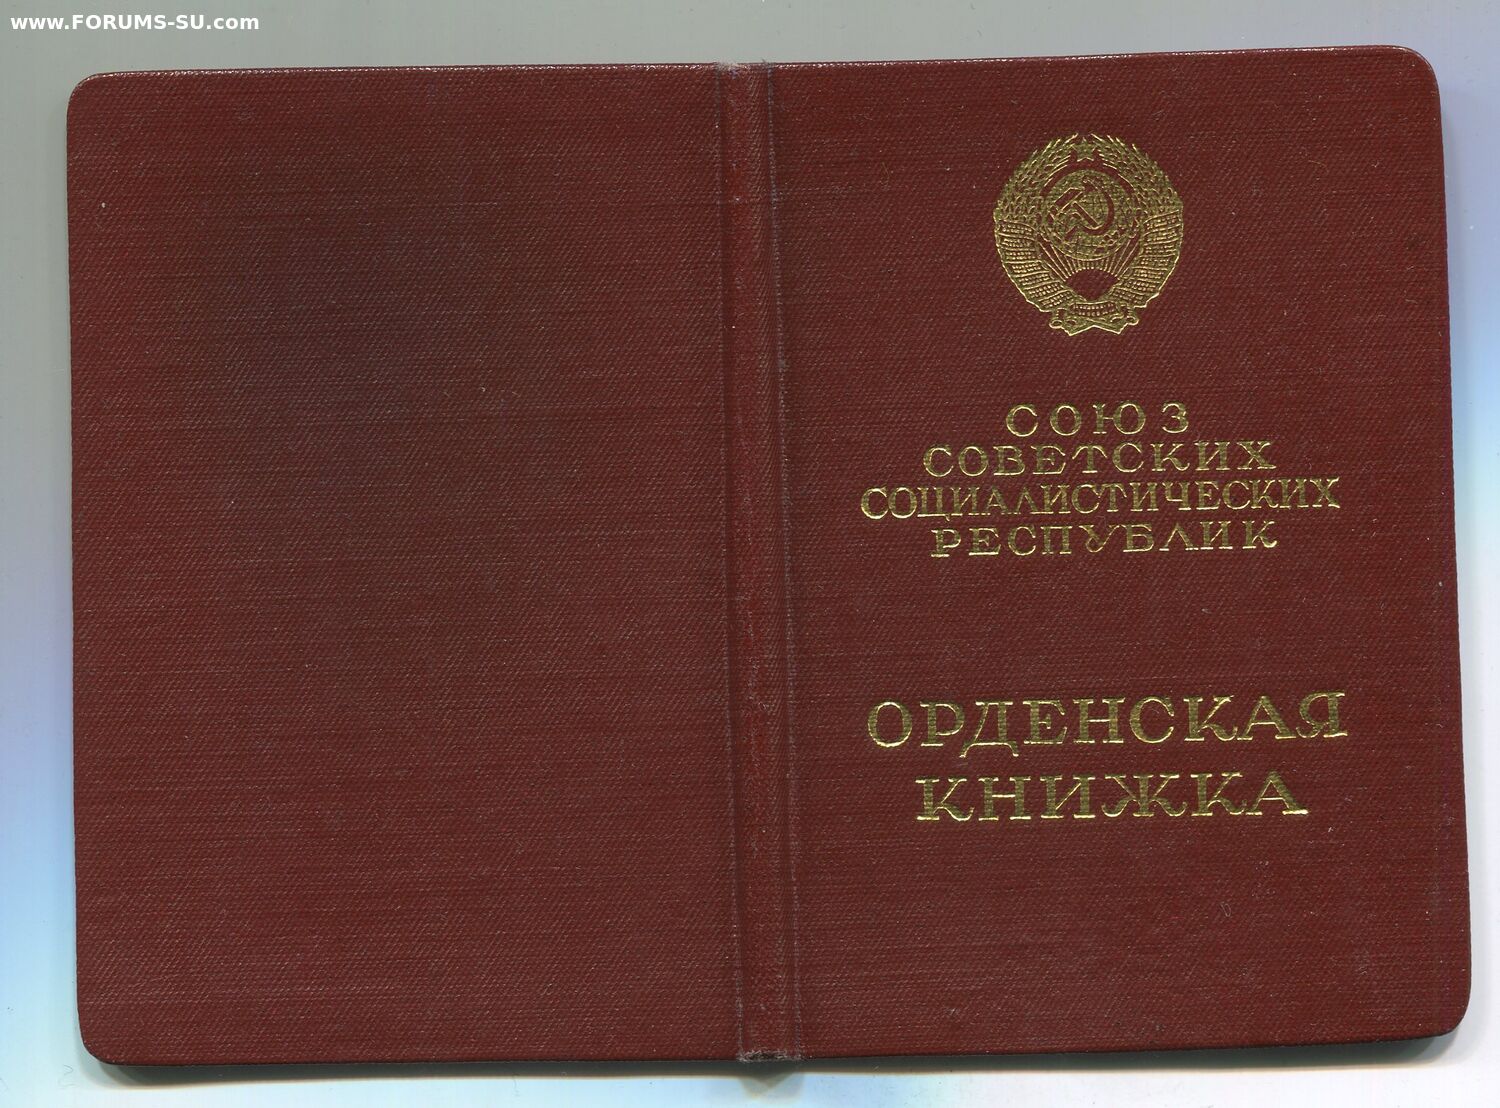 www.FORUMS-SU.com
СОЮЗ
СОВЕТСКИХ
СОЦИАЛИСТИЧЕСКИХ
РЕСПУБЛИК
ОРДЕНСКАЯ
КНИЖКА